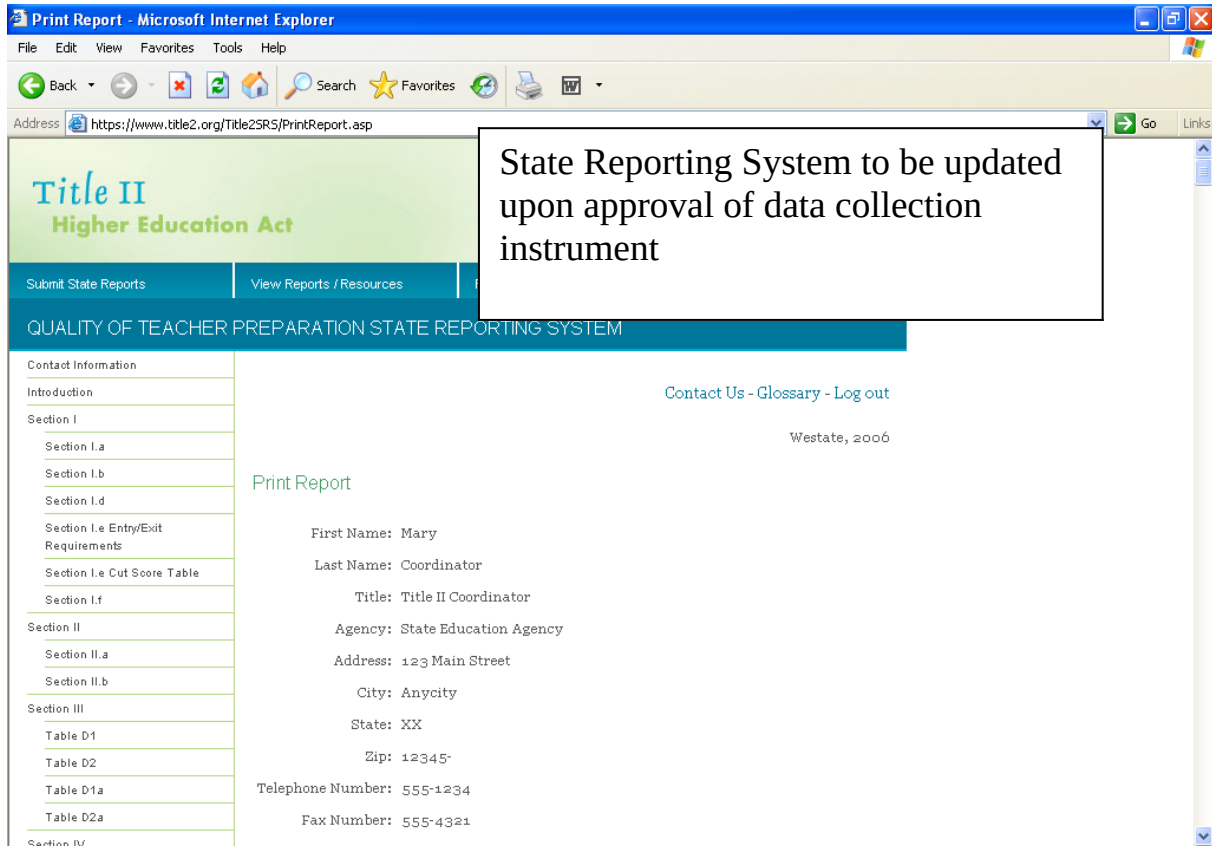 Print Report - Microsoft Internet Explorer
File Edit View Favorites Tools Help
Back Search Favorites
Address https://www.title2.org/Title2SRS/PrintReport.asp Go Links
State Reporting System to be updated
upon approval of data collection
instrument
Title II
Higher Education Act
Submit State Reports View Reports / Resources
QUALITY OF TEACHER PREPARATION STATE REPORTING SYSTEM
Contact Information
Introduction
Section I
Section I.a
Section I.b
Section I.d
Section I.e Entry/Exit
Requirements
Section I.e Cut Score Table
Section I.f
Section II
Section II.a
Section II.b
Section III
Table D1
Table D2
Table D1a
Table D2a
Section IV
Contact Us - Glossary - Log out
Westate, 2006
Print Report
First Name: Mary
Last Name: Coordinator
Title: Title II Coordinator
Agency: State Education Agency
Address: 123 Main Street
City: Anycity
State: XX
Zip: 12345-
Telephone Number: 555-1234
Fax Number: 555-4321